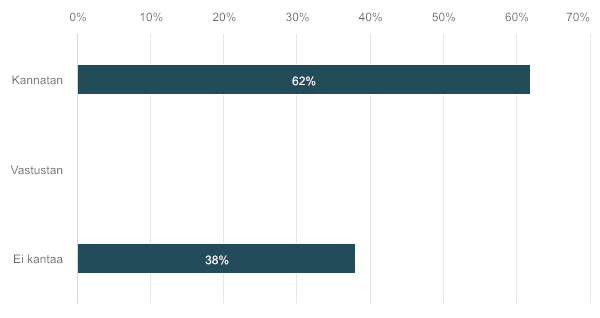 0% 10% 20% 30% 40% 50% 60% 70%
Kannatan 62%
Vastustan
Ei kantaa 38%